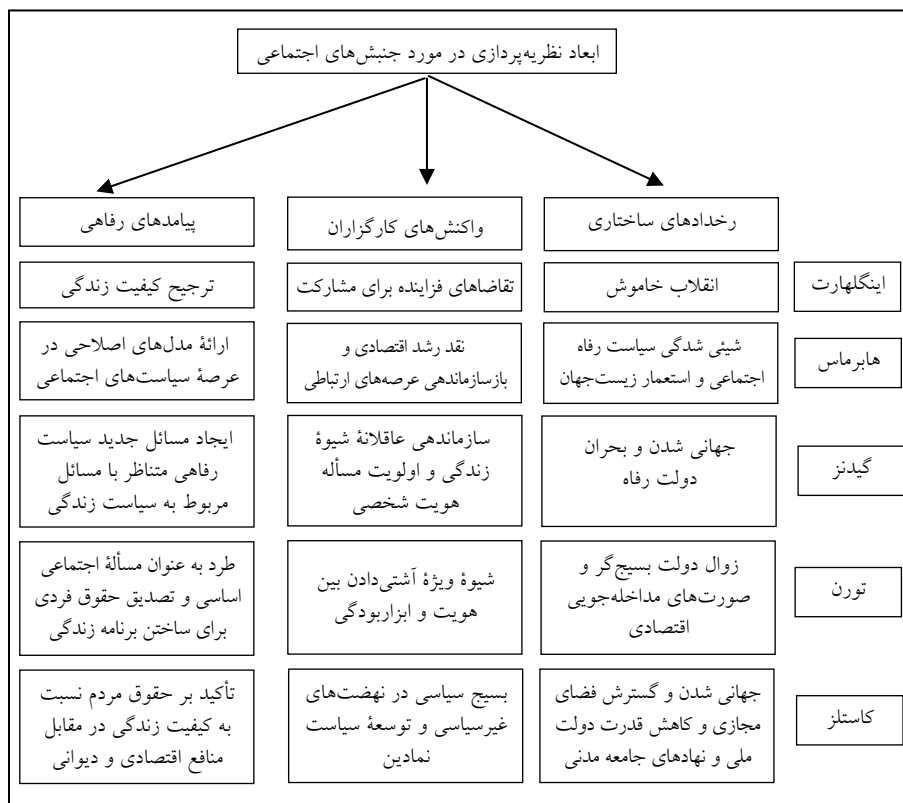 ابعاد نظریه‌پردازی در مورد جنبش‌های اجتماعی
رخدادهای ساختاری
واکنش‌های کارگزاران
پیامدهای رفاهی
اینگلهارت
انقلاب خاموش
تقاضاهای فزاینده برای مشارکت
ترجیح کیفیت زندگی
هابرماس
شیئی شدگی سیاست رفاه
اجتماعی و استعمار زیست‌جهان
نقد رشد اقتصادی و
بازسازماندهی عرصه‌های ارتباطی
ارائهٔ مدل‌های اصلاحی در
عرصهٔ سیاست‌های اجتماعی
گیدنز
جهانی شدن و بحران
دولت رفاه
سازماندهی عاقلانهٔ شیوهٔ
زندگی و اولویت مسأله
هویت شخصی
ایجاد مسائل جدید سیاست
رفاهی متناظر با مسائل
مربوط به سیاست زندگی
تورن
زوال دولت بسیج‌گر و
صورت‌های مداخله‌جویی
اقتصادی
شیوهٔ ویژهٔ آشتی‌دادن بین
هویت و ابزاربودگی
طرد به عنوان مسألهٔ اجتماعی
اساسی و تصدیق حقوق فردی
برای ساختن برنامه زندگی
کاستلز
جهانی شدن و گسترش فضای
مجازی و کاهش قدرت دولت
ملی و نهادهای جامعه مدنی
بسیج سیاسی در نهضت‌های
غیرسیاسی و توسعهٔ سیاست
نمادین
تأکید بر حقوق مردم نسبت
به کیفیت زندگی در مقابل
منافع اقتصادی و دیوانی